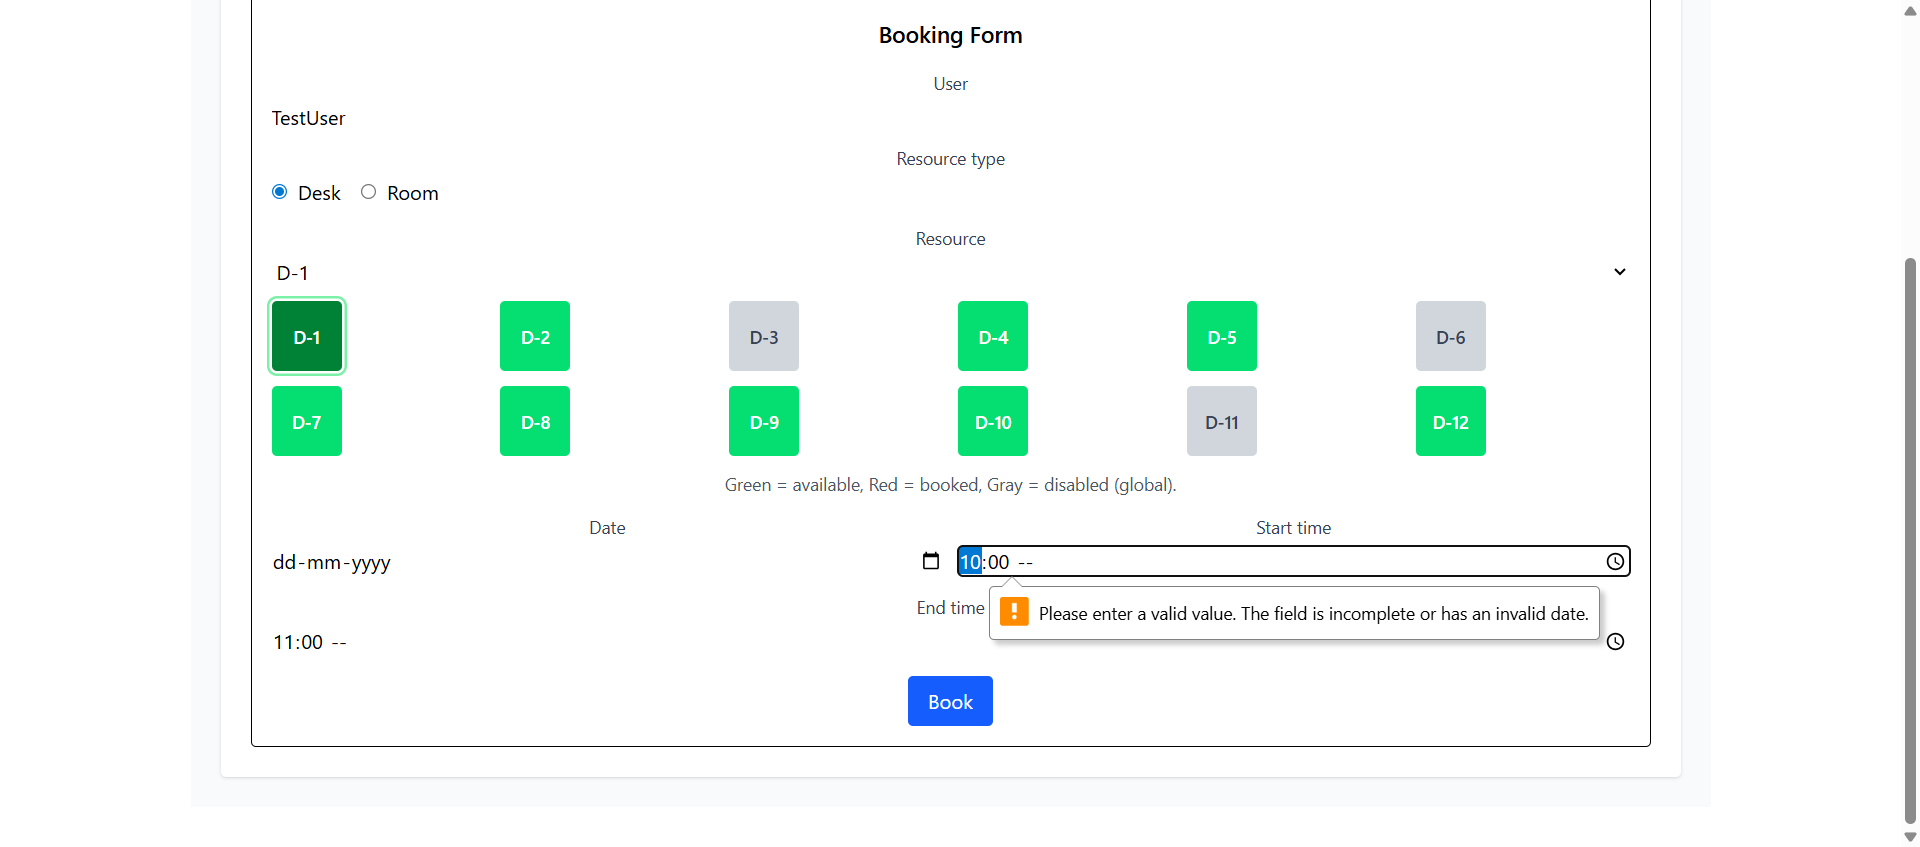 Booking Form
User
TestUser
Resource type
Desk Room
Resource
D-1
D-1 D-2 D-3 D-4 D-5 D-6
D-7 D-8 D-9 D-10 D-11 D-12
Green = available, Red = booked, Gray = disabled (global).
Date Start time
dd-mm-yyyy 10:00 --
End time
Please enter a valid value. The field is incomplete or has an invalid date.
11:00 --
Book